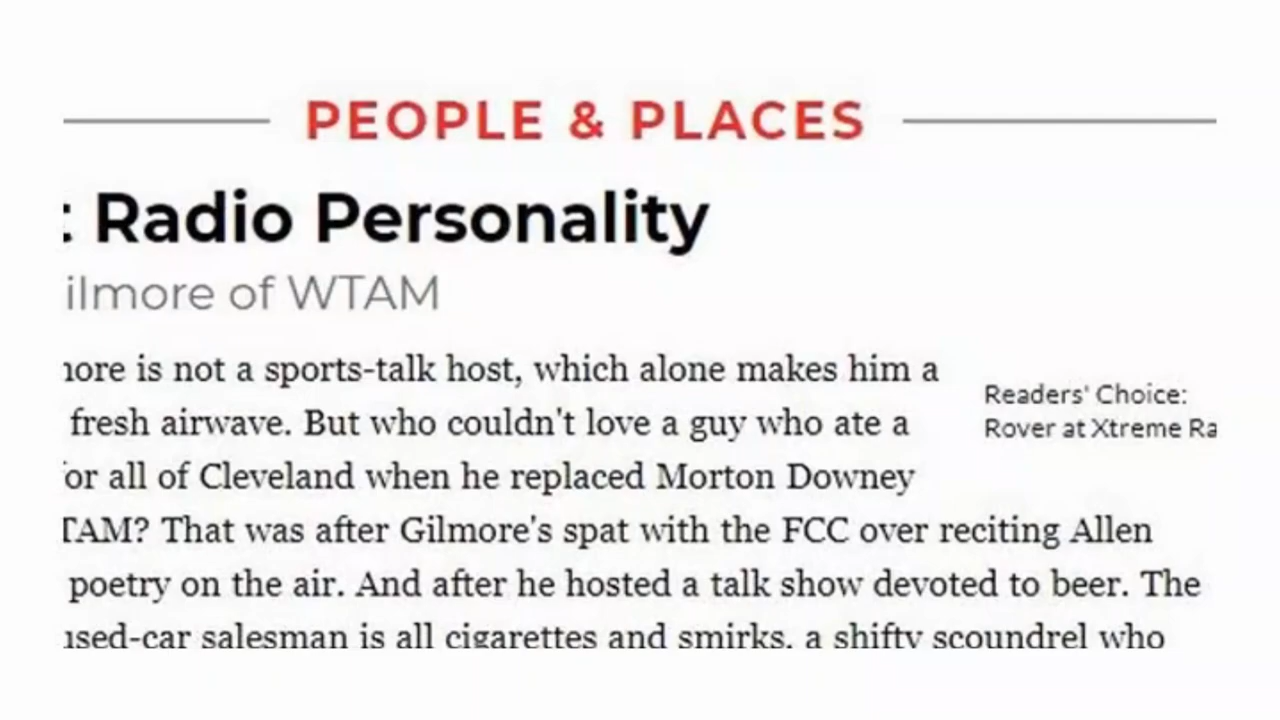 PEOPLE & PLACES
Radio Personality
ilmore of WTAM
nore is not a sports-talk host, which alone makes him a
fresh airwave. But who couldn't love a guy who ate a
for all of Cleveland when he replaced Morton Downey
TAM? That was after Gilmore's spat with the FCC over reciting Allen
poetry on the air. And after he hosted a talk show devoted to beer. The
used-car salesman is all cigarettes and smirks, a shifty scoundrel who
Readers' Choice:
Rover at Xtreme Ra